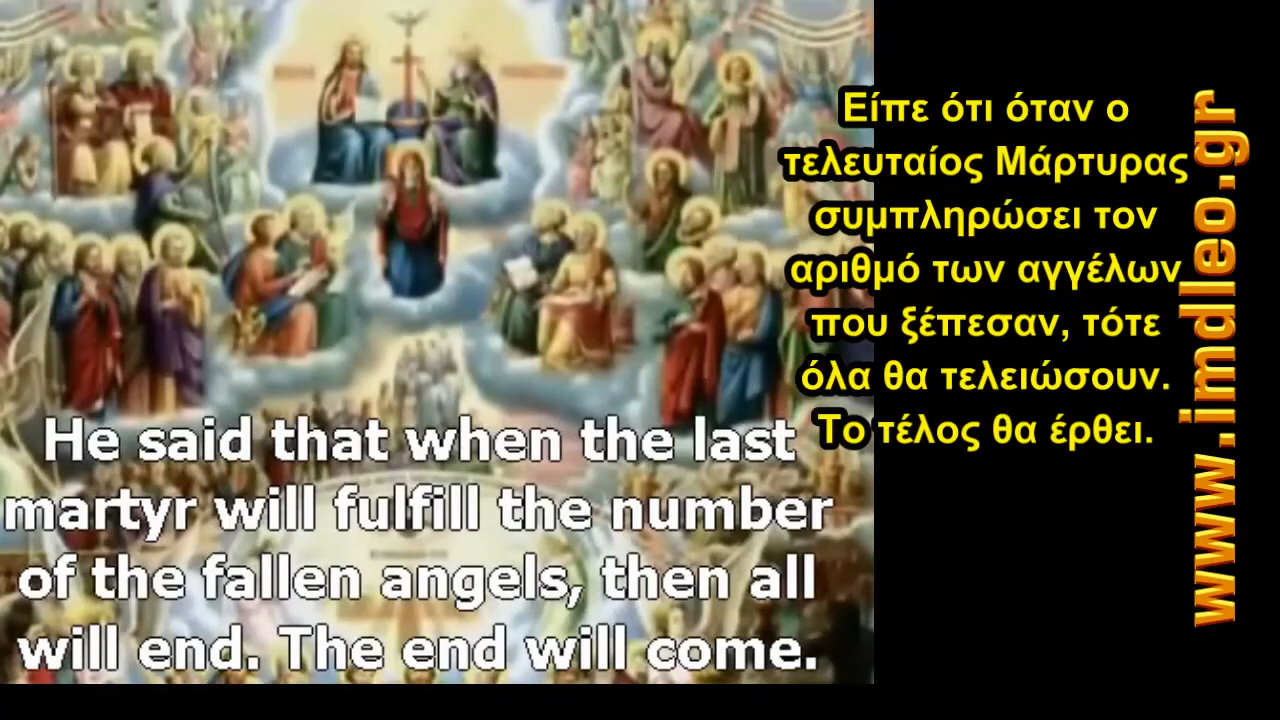 He said that when the last
martyr will fulfill the number
of the fallen angels, then all
will end. The end will come.
Είπε ότι όταν ο
τελευταίος Μάρτυρας
συμπληρώσει τον
αριθμό των αγγέλων
που ξέπεσαν, τότε
όλα θα τελειώσουν.
Το τέλος θα έρθει.
www.imdleo.gr